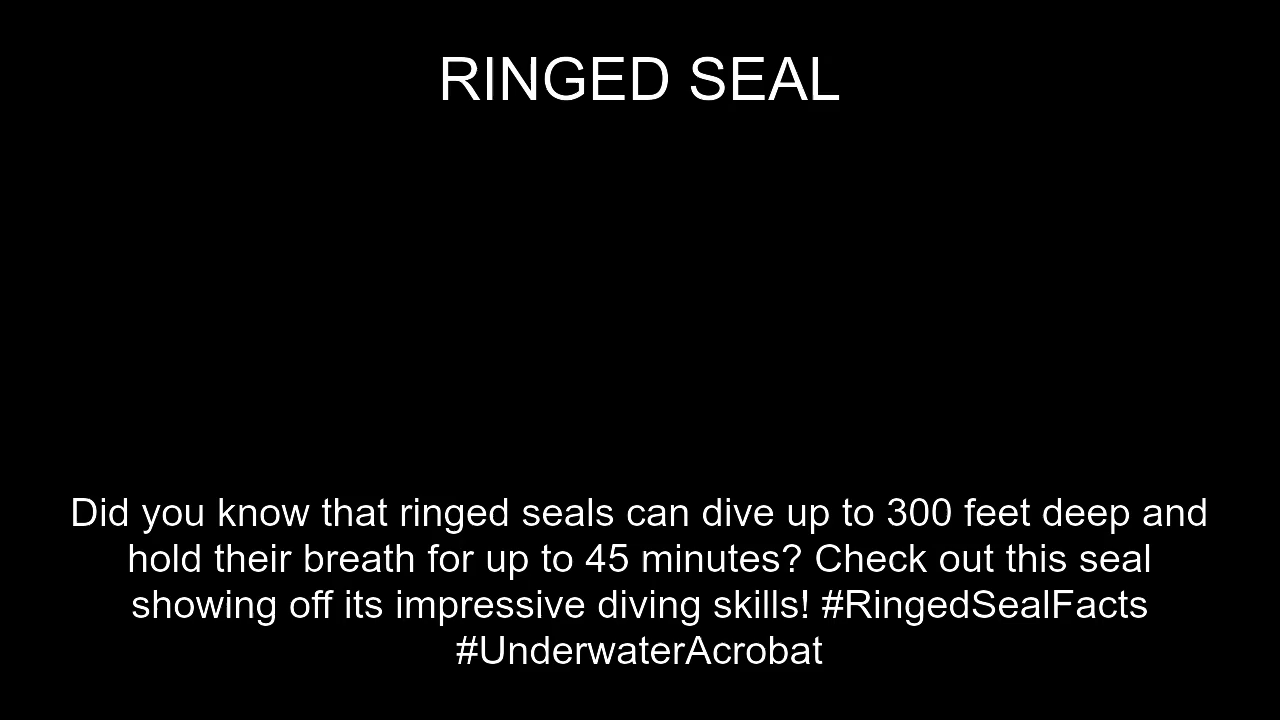 RINGED SEAL
Did you know that ringed seals can dive up to 300 feet deep and
hold their breath for up to 45 minutes? Check out this seal
showing off its impressive diving skills! #RingedSealFacts
#UnderwaterAcrobat